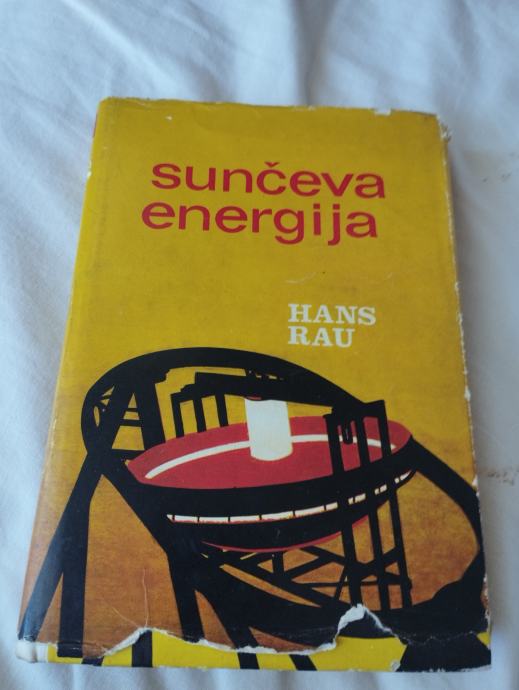 sunčeva
energija
HANS
RAU